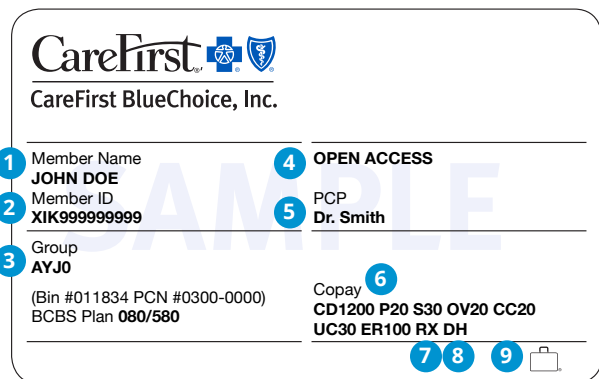 CareFirst
CareFirst BlueChoice, Inc.
SAMPLE
1 Member Name
JOHN DOE
2 Member ID
XIK999999999
3 Group
AYJ0
(Bin #011834 PCN #0300-0000)
BCBS Plan 080/580
4 OPEN ACCESS
5 PCP
Dr. Smith
Copay 6
CD1200 P20 S30 OV20 CC20
UC30 ER100 RX DH
7 8 9